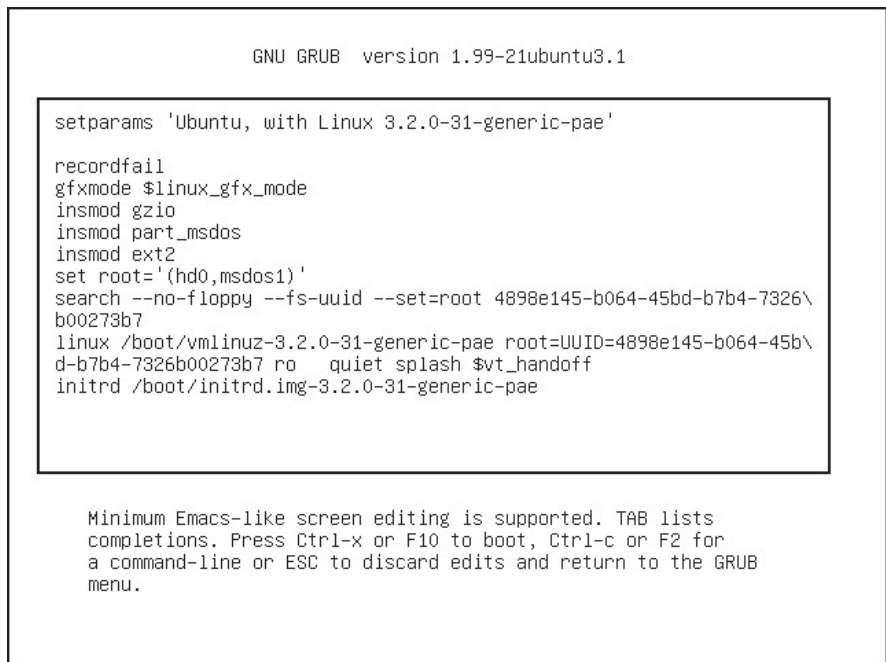 GNU GRUB  version 1.99-21ubuntu3.1
setparams 'Ubuntu, with Linux 3.2.0-31-generic-pae'
recordfail
gfxmode $linux_gfx_mode
insmod gzio
insmod part_msdos
insmod ext2
set root='(hd0,msdos1)'
search --no-floppy --fs-uuid --set=root 4898e145-b064-45bd-b7b4-7326\
b00273b7
linux /boot/vmlinuz-3.2.0-31-generic-pae root=UUID=4898e145-b064-45b\
d-b7b4-7326b00273b7 ro   quiet splash $vt_handoff
initrd /boot/initrd.img-3.2.0-31-generic-pae
Minimum Emacs-like screen editing is supported. TAB lists
completions. Press Ctrl-x or F10 to boot, Ctrl-c or F2 for
a command-line or ESC to discard edits and return to the GRUB
menu.